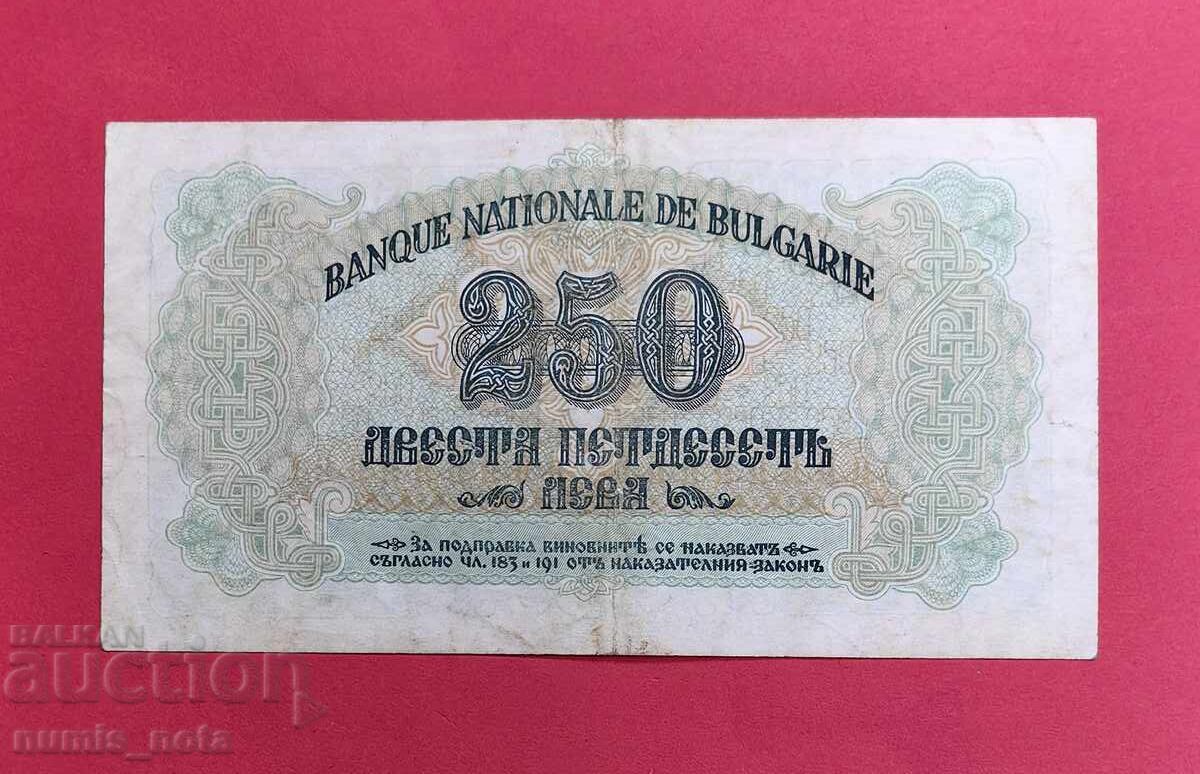 BANQUE NATIONALE DE BULGARIE
250
ДВЕСТА ПЕТДЕСЕТЬ
ЛЕВА
ЗА ПОДПРАВКА ВИНОВНИТѢ СЕ НАКАЗВАТЪ
СЪГЛАСНО ЧЛ. 183 И 191 ОТЪ НАКАЗАТЕЛНИЯ ЗАКОНЪ
BALKAN
auction
numis_nota